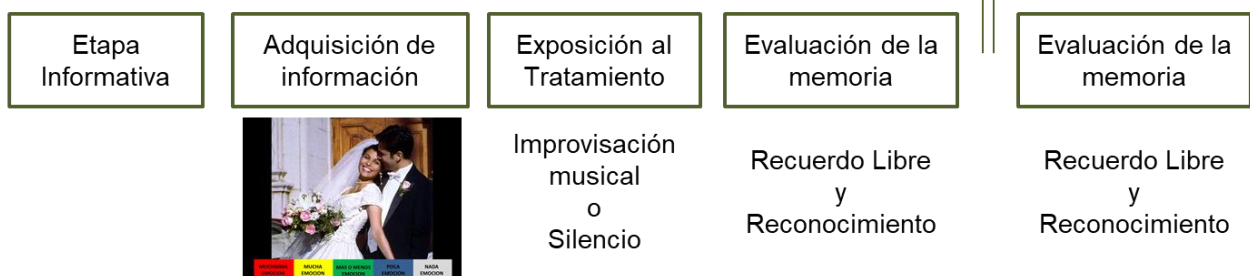 Etapa
Informativa
Adquisición de
información
Exposición al
Tratamiento
Evaluación de la
memoria
Evaluación de la
memoria
Improvisación
musical
o
Silencio
Recuerdo Libre
y
Reconocimiento
Recuerdo Libre
y
Reconocimiento
MUCHA
EMOCION
MAS O MENOS
EMOCION
POCA
EMOCION
NADA
EMOCION